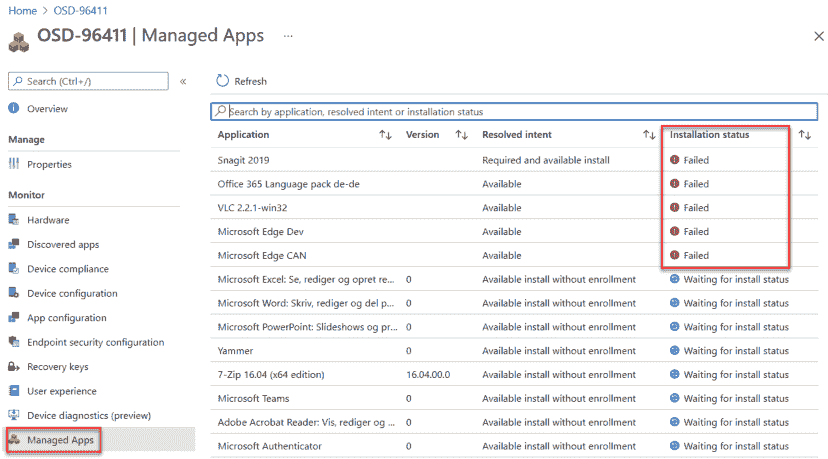 Home > OSD-96411
OSD-96411 | Managed Apps ...
Search (Ctrl+/)
«
Refresh
Overview
Search by application, resolved intent or installation status
Manage
Application Version Resolved intent Installation status
Properties
Snagit 2019 Required and available install Failed
Monitor
Office 365 Language pack de-de Available Failed
Hardware
VLC 2.2.1-win32 Available Failed
Discovered apps
Microsoft Edge Dev Available Failed
Device compliance
Microsoft Edge CAN Available Failed
Device configuration
Microsoft Excel: Se, rediger og opret re... 0 Available install without enrollment Waiting for install status
App configuration
Microsoft Word: Skriv, rediger og del p... 0 Available install without enrollment Waiting for install status
Endpoint security configuration
Microsoft PowerPoint: Slideshows og pr... 0 Available install without enrollment Waiting for install status
Recovery keys
Yammer 0 Available install without enrollment Waiting for install status
User experience
7-Zip 16.04 (x64 edition) 16.04.00.0 Available install without enrollment Waiting for install status
Device diagnostics (preview)
Microsoft Teams 0 Available install without enrollment Waiting for install status
Managed Apps
Adobe Acrobat Reader: Vis, rediger og ... 0 Available install without enrollment Waiting for install status
Microsoft Authenticator 0 Available install without enrollment Waiting for install status